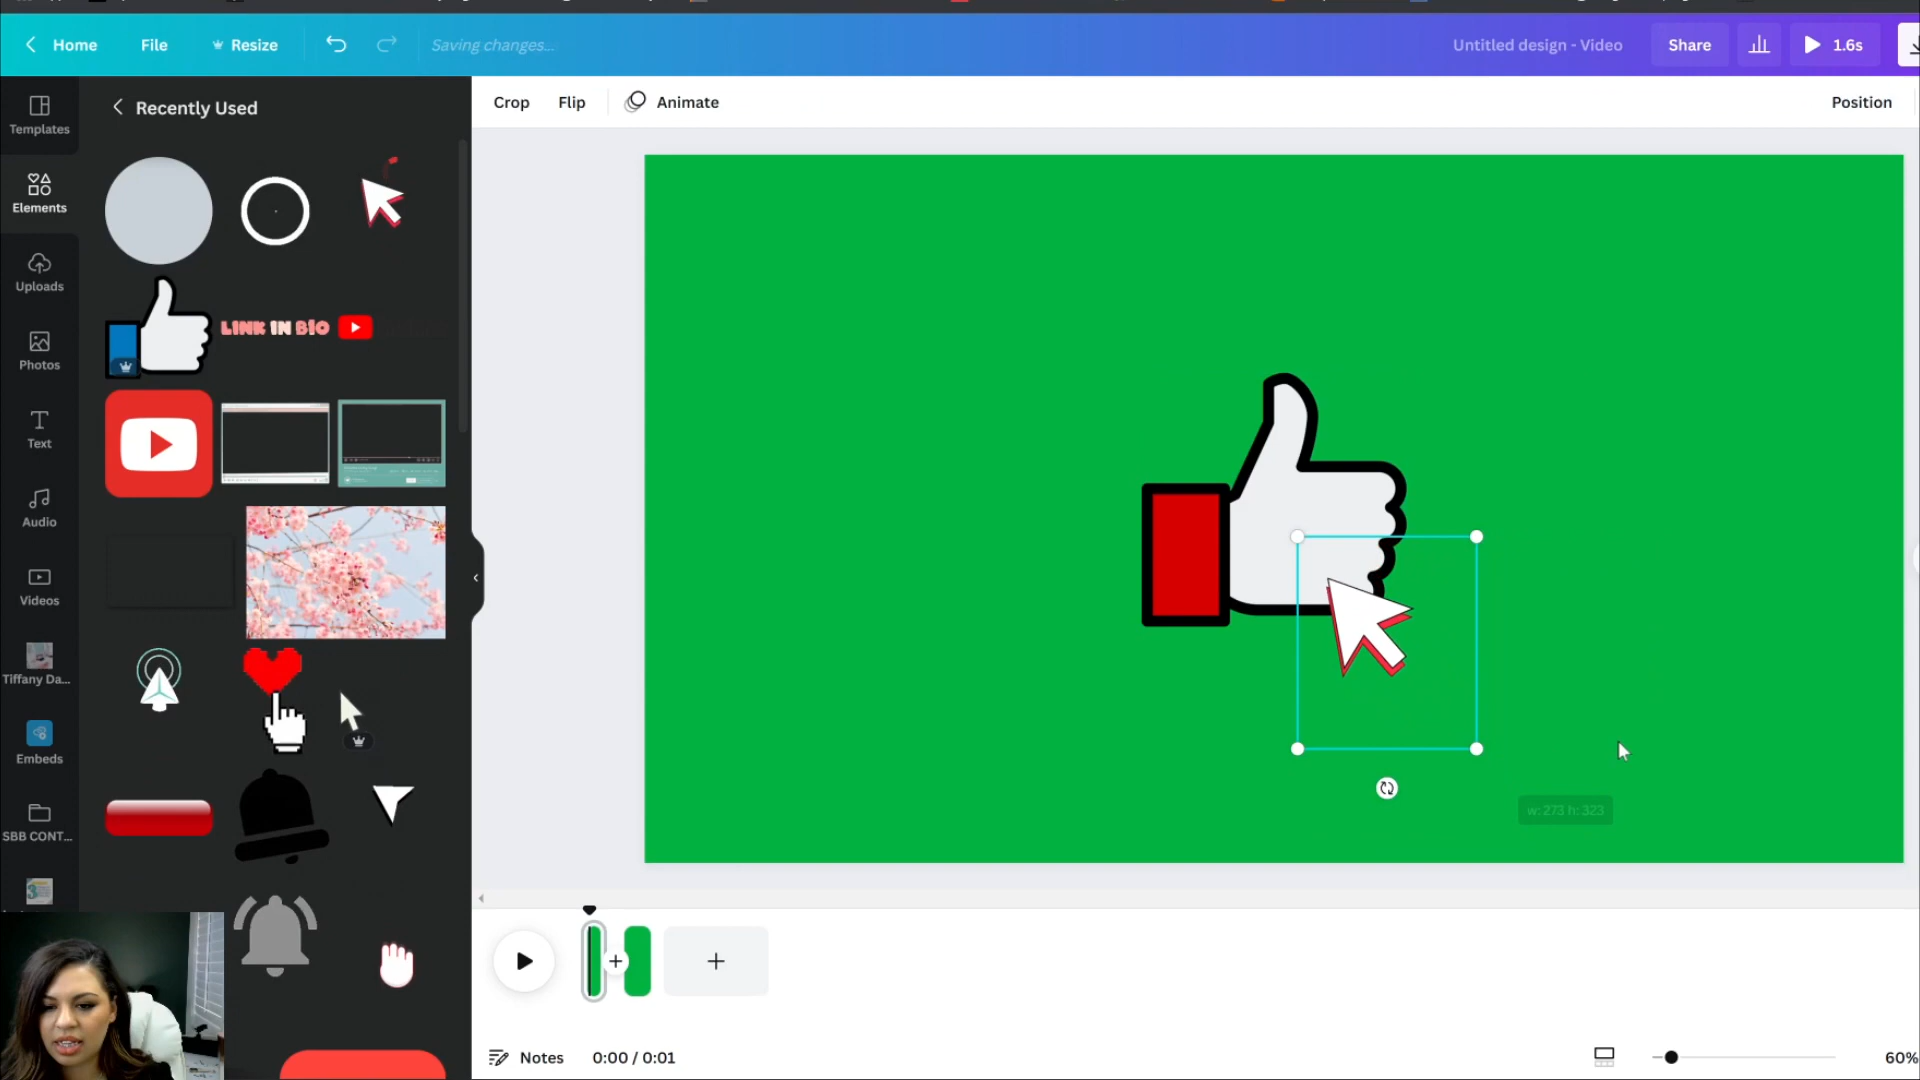 Home
File
Resize
Saving changes...
Untitled design - Video
Share
1.6s
Templates
Elements
Uploads
Photos
Text
Audio
Videos
Tiffany Da...
Embeds
SBB CONT...
Recently Used
LINK IN BIO
Crop
Flip
Animate
Position
w: 273 h: 323
Notes
0:00 / 0:01
60%